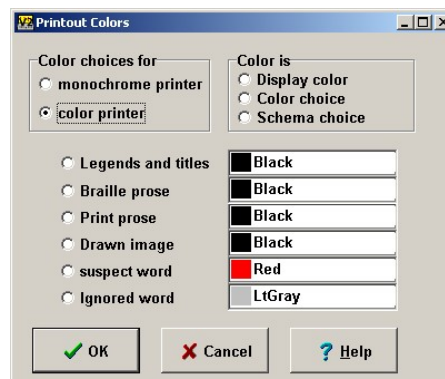 Printout Colors
Color choices for
monochrome printer
color printer
Color is
Display color
Color choice
Schema choice
Legends and titles
Black
Braille prose
Black
Print prose
Black
Drawn image
Black
suspect word
Red
Ignored word
LtGray
OK
Cancel
Help